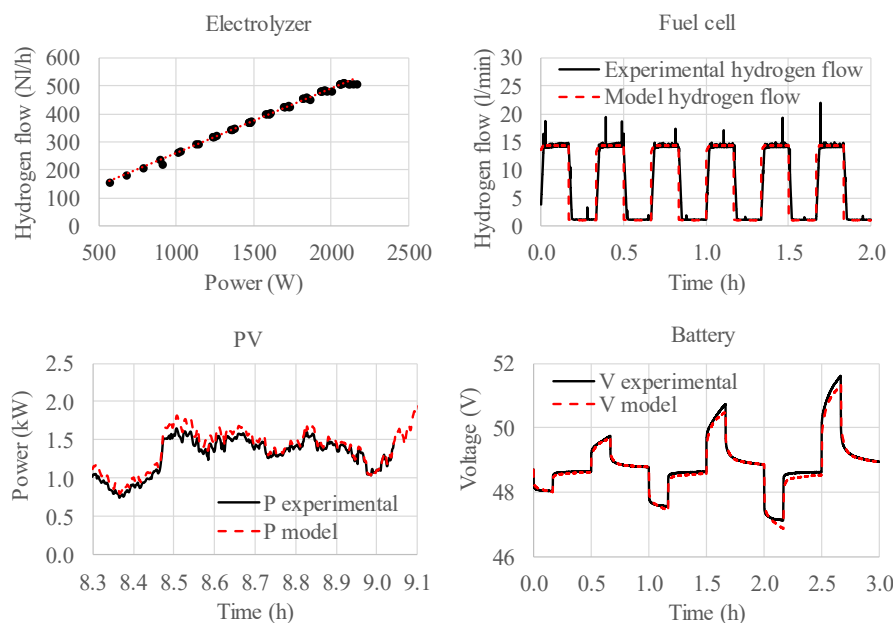 Electrolyzer
Hydrogen flow (Nl/h)
600
500
400
300
200
100
0
500 1000 1500 2000 2500
Power (W)
Fuel cell
Hydrogen flow (l/min)
30
25
20
15
10
5
0
Experimental hydrogen flow
Model hydrogen flow
0.0 0.5 1.0 1.5 2.0
Time (h)
PV
Power (kW)
2.5
2.0
1.5
1.0
0.5
0.0
P experimental
P model
8.3 8.4 8.5 8.6 8.7 8.8 8.9 9.0 9.1
Time (h)
Battery
Voltage (V)
52
50
48
46
V experimental
V model
0.0 0.5 1.0 1.5 2.0 2.5 3.0
Time (h)